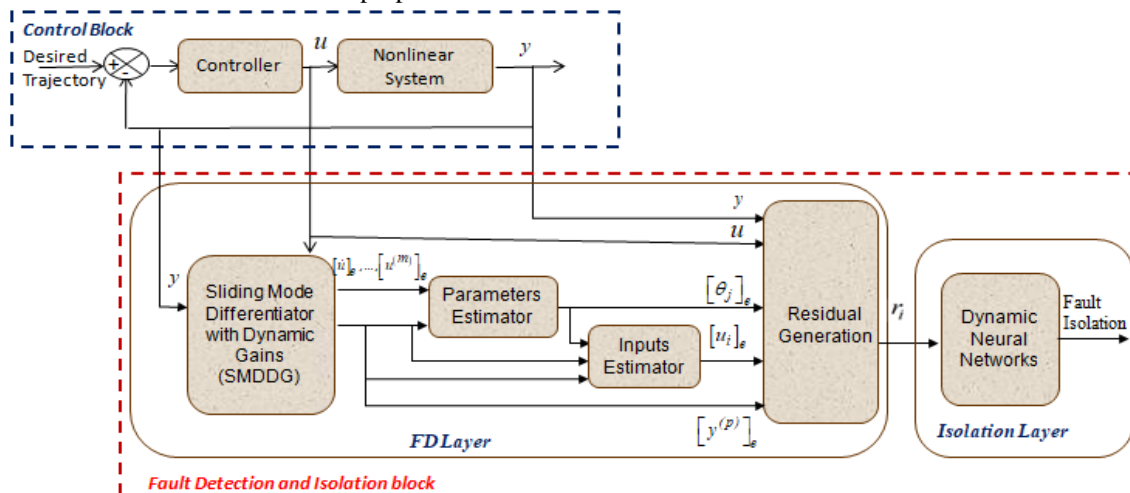 Control Block
Desired
Trajectory
+
-
Controller
u
Nonlinear
System
y
y
u
y
Sliding Mode
Differentiator
with Dynamic
Gains
(SMDDG)
[u̇]ₑ,...,[u⁽ᵐ⁾]ₑ
Parameters
Estimator
Inputs
Estimator
[θⱼ]ₑ
[uᵢ]ₑ
[y⁽ᵖ⁾]ₑ
Residual
Generation
rᵢ
Dynamic
Neural
Networks
Fault
Isolation
FD Layer
Isolation Layer
Fault Detection and Isolation block